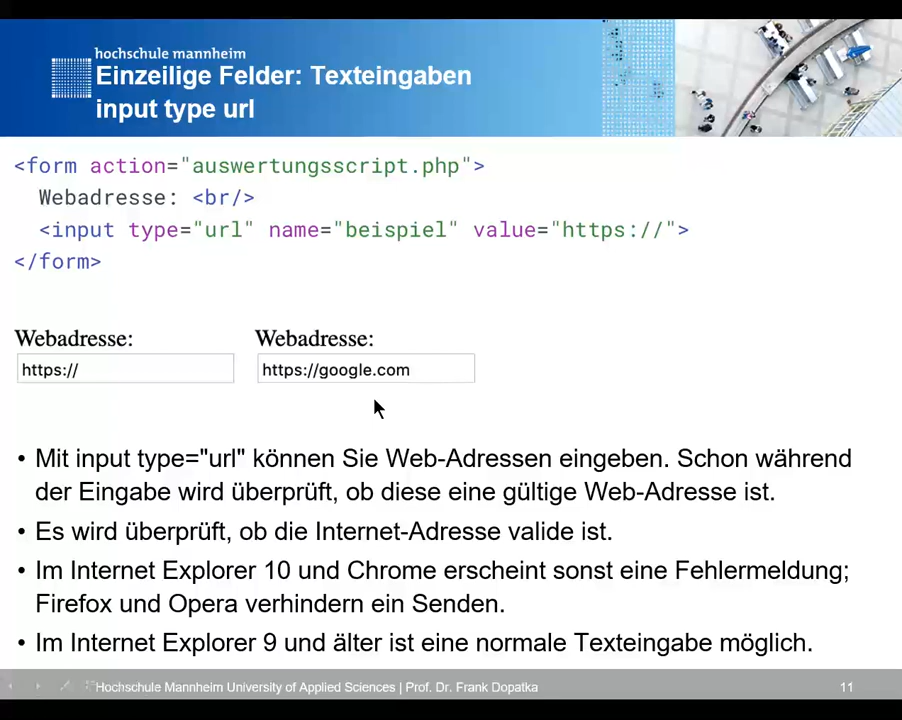 hochschule mannheim
Einzeilige Felder: Texteingaben
input type url
<form action="auswertungsscript.php">
Webadresse: <br/>
<input type="url" name="beispiel" value="https://">
</form>
Webadresse: Webadresse:
https:// https://google.com
• Mit input type="url" können Sie Web-Adressen eingeben. Schon während
der Eingabe wird überprüft, ob diese eine gültige Web-Adresse ist.
• Es wird überprüft, ob die Internet-Adresse valide ist.
• Im Internet Explorer 10 und Chrome erscheint sonst eine Fehlermeldung;
Firefox und Opera verhindern ein Senden.
• Im Internet Explorer 9 und älter ist eine normale Texteingabe möglich.
Hochschule Mannheim University of Applied Sciences | Prof. Dr. Frank Dopatka 11